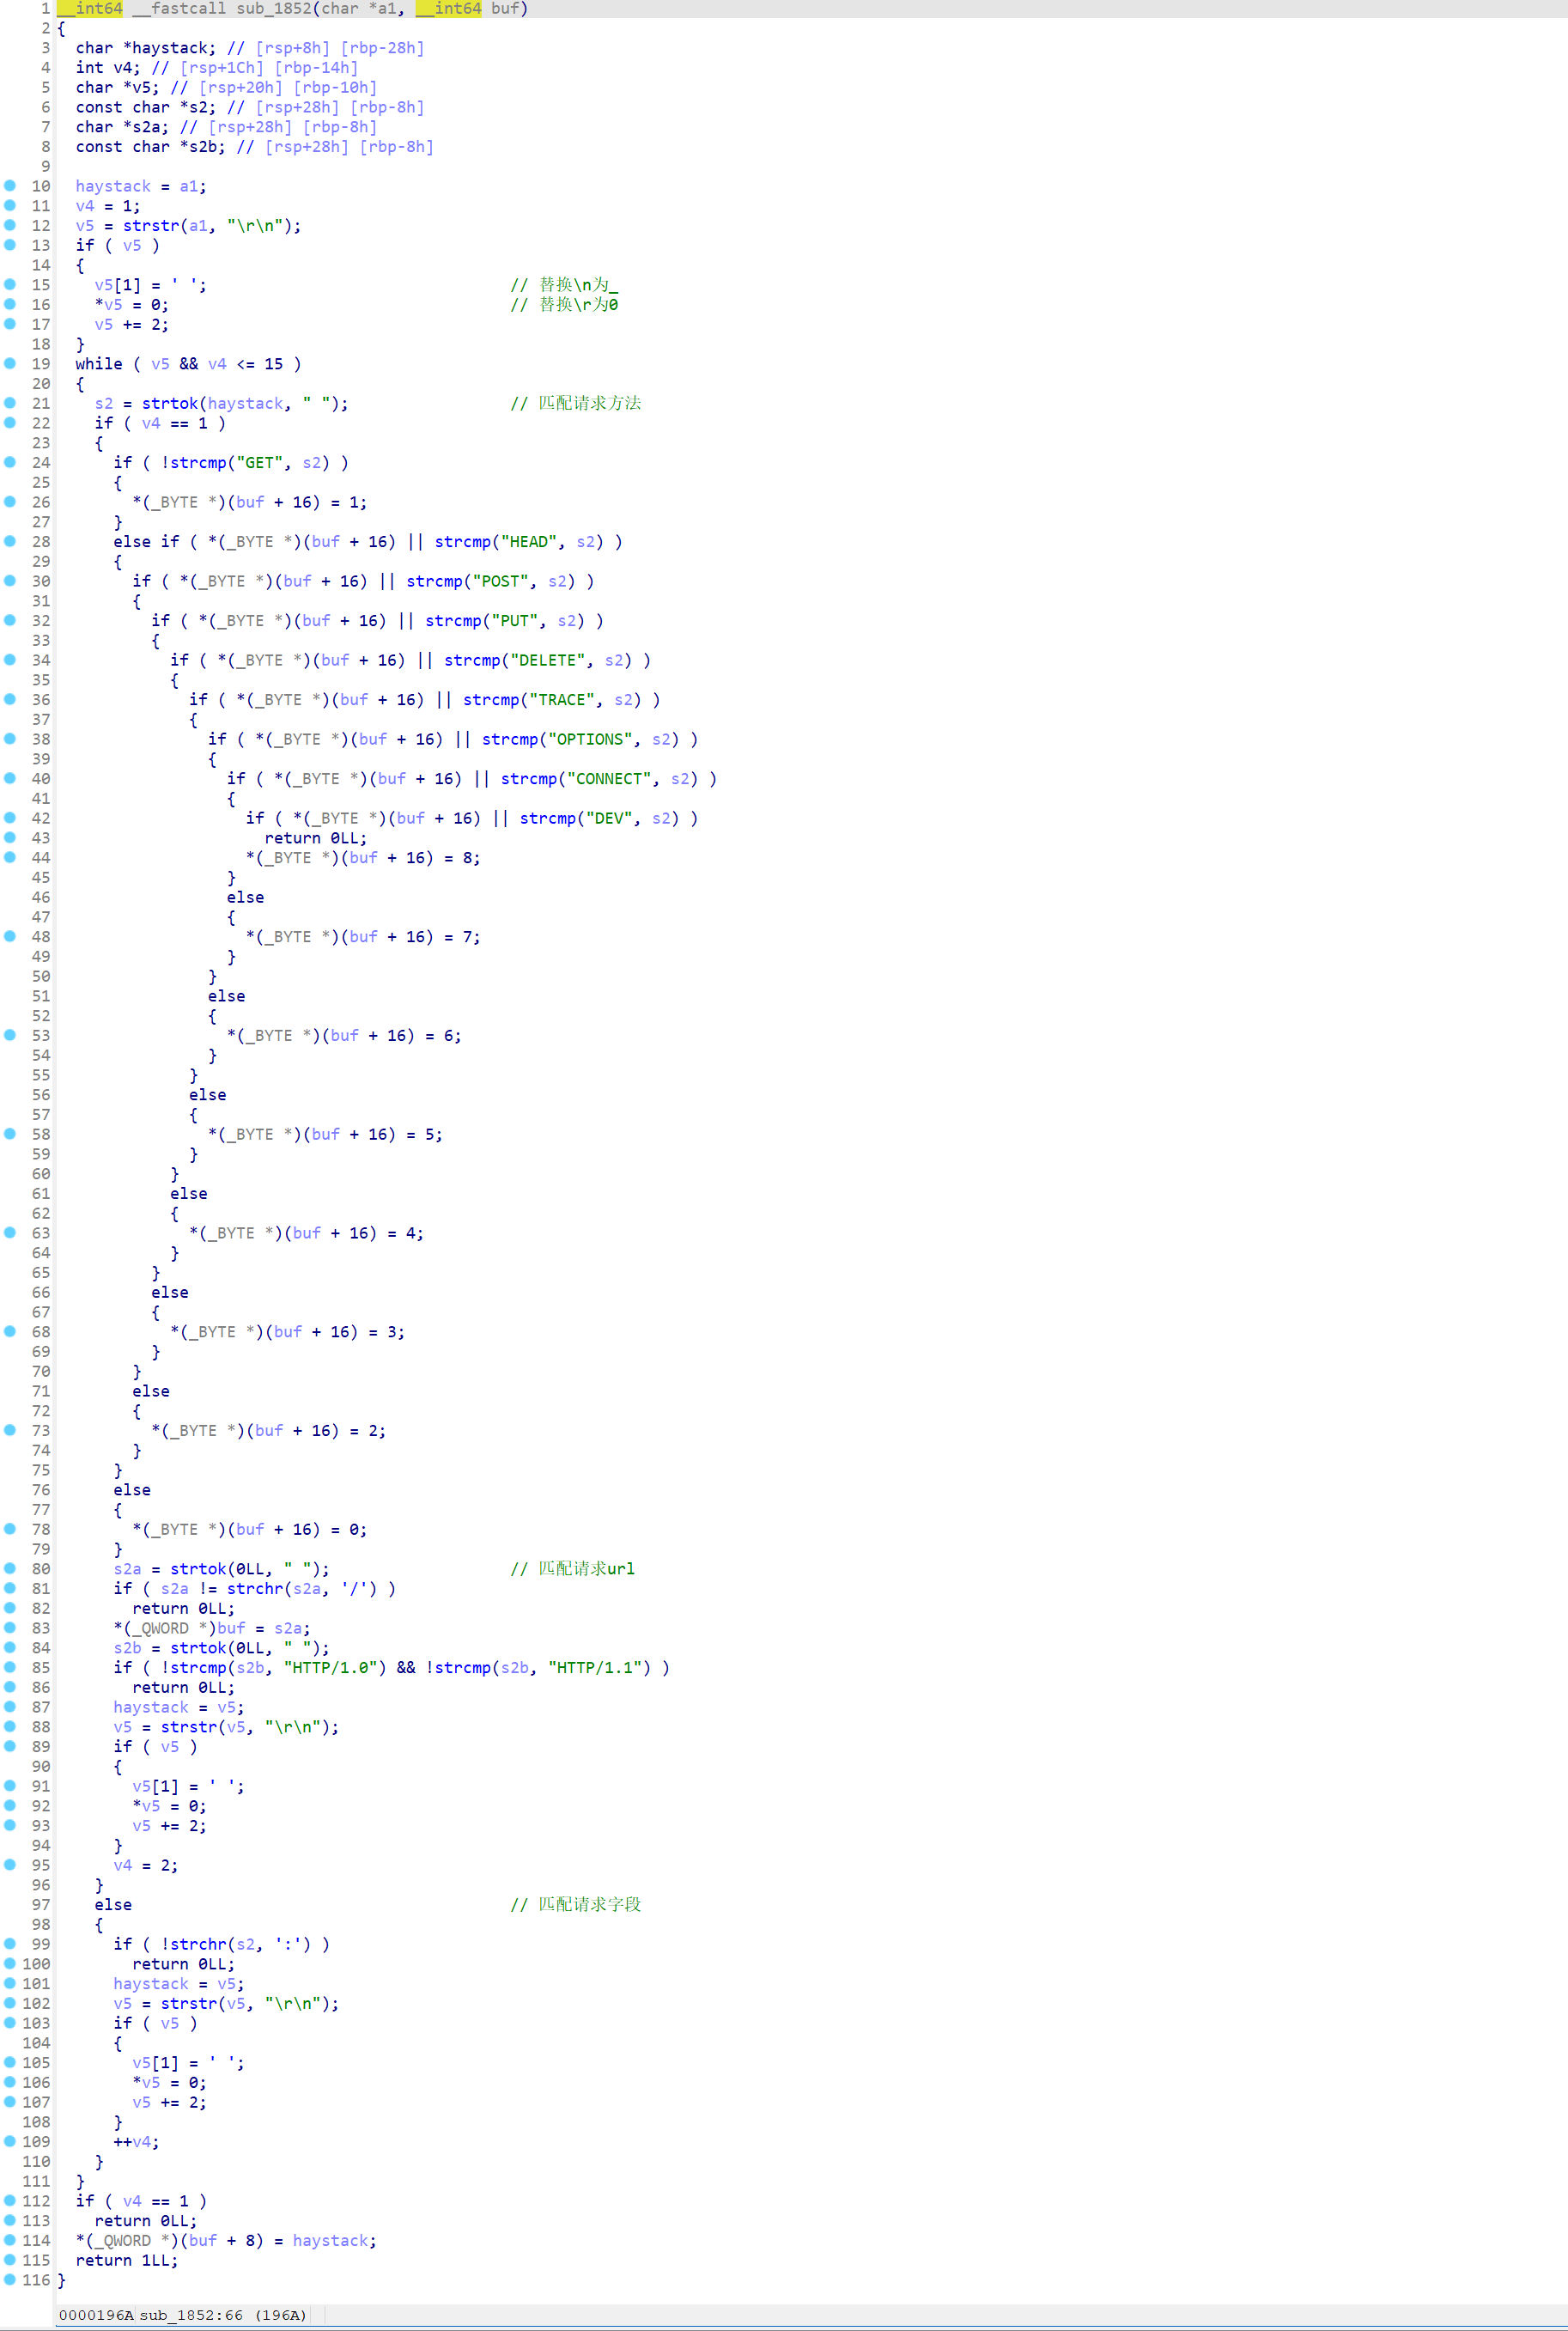 1 __int64 __fastcall sub_1852(char *a1, __int64 buf)
2 {
3   char *haystack; // [rsp+8h] [rbp-28h]
4   int v4; // [rsp+1Ch] [rbp-14h]
5   char *v5; // [rsp+20h] [rbp-10h]
6   const char *s2; // [rsp+28h] [rbp-8h]
7   char *s2a; // [rsp+28h] [rbp-8h]
8   const char *s2b; // [rsp+28h] [rbp-8h]
9
10   haystack = a1;
11   v4 = 1;
12   v5 = strstr(a1, "\r\n");
13   if ( v5 )
14   {
15     v5[1] = ' ';                                // 替换\n为_
16     *v5 = 0;                                    // 替换\r为0
17     v5 += 2;
18   }
19   while ( v5 && v4 <= 15 )
20   {
21     s2 = strtok(haystack, " ");                 // 匹配请求方法
22     if ( v4 == 1 )
23     {
24       if ( !strcmp("GET", s2) )
25       {
26         *(_BYTE *)(buf + 16) = 1;
27       }
28       else if ( *(_BYTE *)(buf + 16) || strcmp("HEAD", s2) )
29       {
30         if ( *(_BYTE *)(buf + 16) || strcmp("POST", s2) )
31         {
32           if ( *(_BYTE *)(buf + 16) || strcmp("PUT", s2) )
33           {
34             if ( *(_BYTE *)(buf + 16) || strcmp("DELETE", s2) )
35             {
36               if ( *(_BYTE *)(buf + 16) || strcmp("TRACE", s2) )
37               {
38                 if ( *(_BYTE *)(buf + 16) || strcmp("OPTIONS", s2) )
39                 {
40                   if ( *(_BYTE *)(buf + 16) || strcmp("CONNECT", s2) )
41                   {
42                     if ( *(_BYTE *)(buf + 16) || strcmp("DEV", s2) )
43                       return 0LL;
44                     *(_BYTE *)(buf + 16) = 8;
45                   }
46                   else
47                   {
48                     *(_BYTE *)(buf + 16) = 7;
49                   }
50                 }
51                 else
52                 {
53                   *(_BYTE *)(buf + 16) = 6;
54                 }
55               }
56               else
57               {
58                 *(_BYTE *)(buf + 16) = 5;
59               }
60             }
61             else
62             {
63               *(_BYTE *)(buf + 16) = 4;
64             }
65           }
66           else
67           {
68             *(_BYTE *)(buf + 16) = 3;
69           }
70         }
71         else
72         {
73           *(_BYTE *)(buf + 16) = 2;
74         }
75       }
76       else
77       {
78         *(_BYTE *)(buf + 16) = 0;
79       }
80       s2a = strtok(0LL, " ");                   // 匹配请求url
81       if ( s2a != strchr(s2a, '/') )
82         return 0LL;
83       *(_QWORD *)buf = s2a;
84       s2b = strtok(0LL, " ");
85       if ( !strcmp(s2b, "HTTP/1.0") && !strcmp(s2b, "HTTP/1.1") )
86         return 0LL;
87       haystack = v5;
88       v5 = strstr(v5, "\r\n");
89       if ( v5 )
90       {
91         v5[1] = ' ';
92         *v5 = 0;
93         v5 += 2;
94       }
95       v4 = 2;
96     }
97     else                                        // 匹配请求字段
98     {
99       if ( !strchr(s2, ':') )
100         return 0LL;
101       haystack = v5;
102       v5 = strstr(v5, "\r\n");
103       if ( v5 )
104       {
105         v5[1] = ' ';
106         *v5 = 0;
107         v5 += 2;
108       }
109       ++v4;
110     }
111   }
112   if ( v4 == 1 )
113     return 0LL;
114   *(_QWORD *)(buf + 8) = haystack;
115   return 1LL;
116 }
0000196A sub_1852:66 (196A)